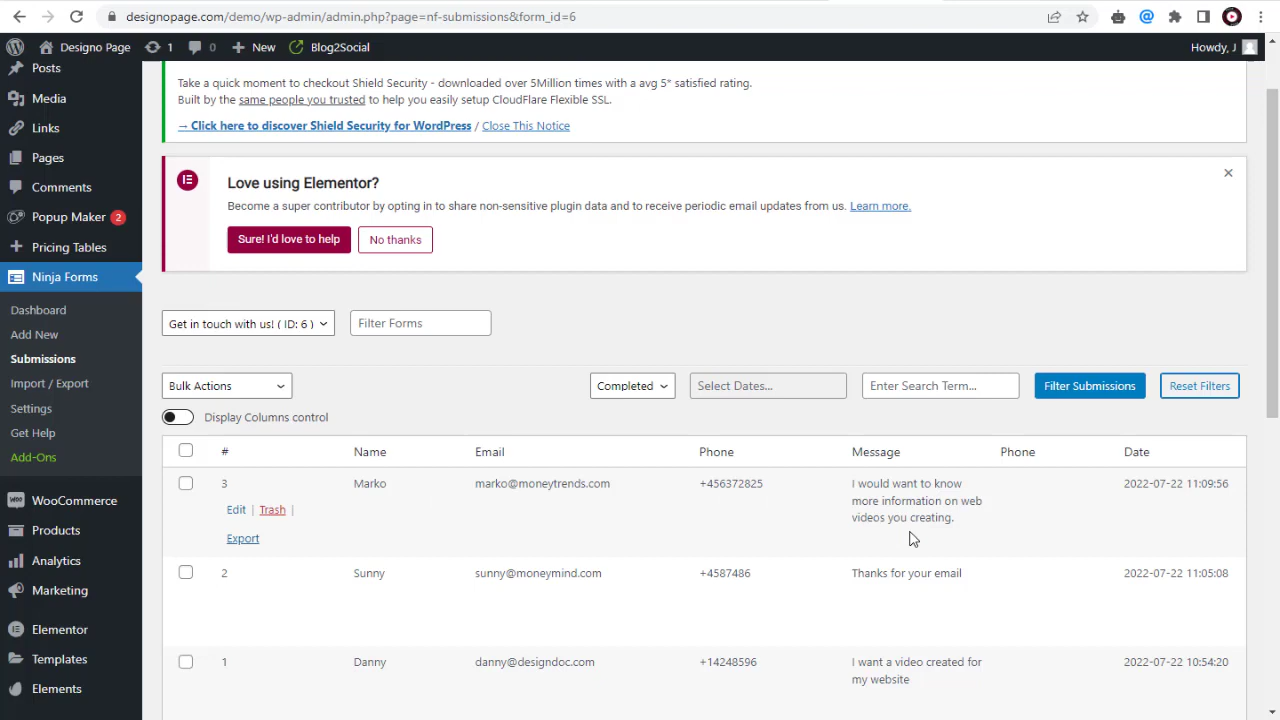 designopage.com/demo/wp-admin/admin.php?page=nf-submissions&form_id=6
Designo Page 1 0 New Blog2Social Howdy, J
Posts
Media
Links
Pages
Comments
Popup Maker 2
Pricing Tables
Ninja Forms
Dashboard
Add New
Submissions
Import / Export
Settings
Get Help
Add-Ons
WooCommerce
Products
Analytics
Marketing
Elementor
Templates
Elements
Take a quick moment to checkout Shield Security - downloaded over 5Million times with a avg 5* satisfied rating.
Built by the same people you trusted to help you easily setup CloudFlare Flexible SSL.
→ Click here to discover Shield Security for WordPress / Close This Notice
Love using Elementor?
Become a super contributor by opting in to share non-sensitive plugin data and to receive periodic email updates from us. Learn more.
Sure! I'd love to help No thanks
Get in touch with us! ( ID: 6 ) Filter Forms
Bulk Actions Completed Select Dates... Enter Search Term... Filter Submissions Reset Filters
Display Columns control
# Name Email Phone Message Phone Date
3 Marko marko@moneytrends.com +456372825 I would want to know 2022-07-22 11:09:56
more information on web
videos you creating.
Edit | Trash |
Export
2 Sunny sunny@moneymind.com +4587486 Thanks for your email 2022-07-22 11:05:08
1 Danny danny@designdoc.com +14248596 I want a video created for 2022-07-22 10:54:20
my website